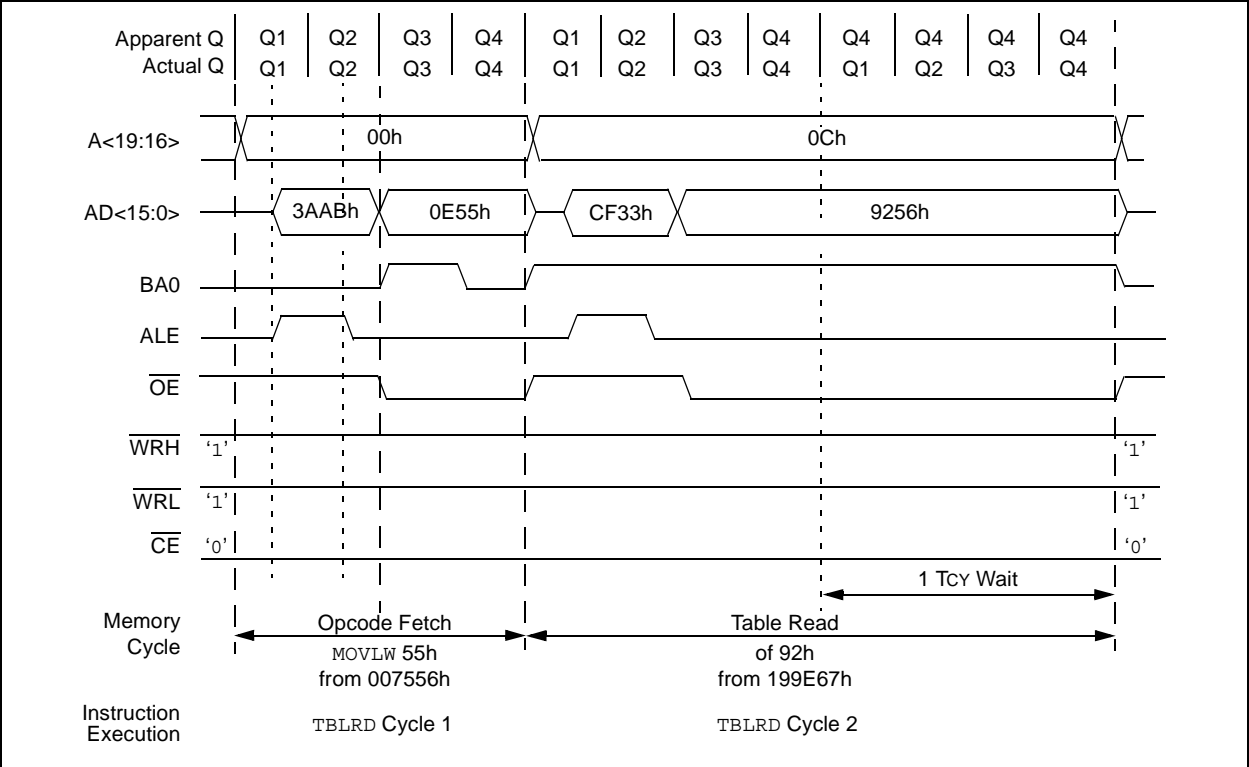 Apparent Q Q1 Q2 Q3 Q4 Q1 Q2 Q3 Q4 Q4 Q4 Q4 Q4
Actual Q Q1 Q2 Q3 Q4 Q1 Q2 Q3 Q4 Q1 Q2 Q3 Q4
A<19:16> 00h 0Ch
AD<15:0> 3AABh 0E55h CF33h 9256h
BA0
ALE
OE
WRH ‘1’ ‘1’
WRL ‘1’ ‘1’
CE ‘0’ ‘0’
1 TCY Wait
Memory Cycle
Opcode Fetch
MOVLW 55h
from 007556h
Table Read
of 92h
from 199E67h
Instruction Execution
TBLRD Cycle 1
TBLRD Cycle 2